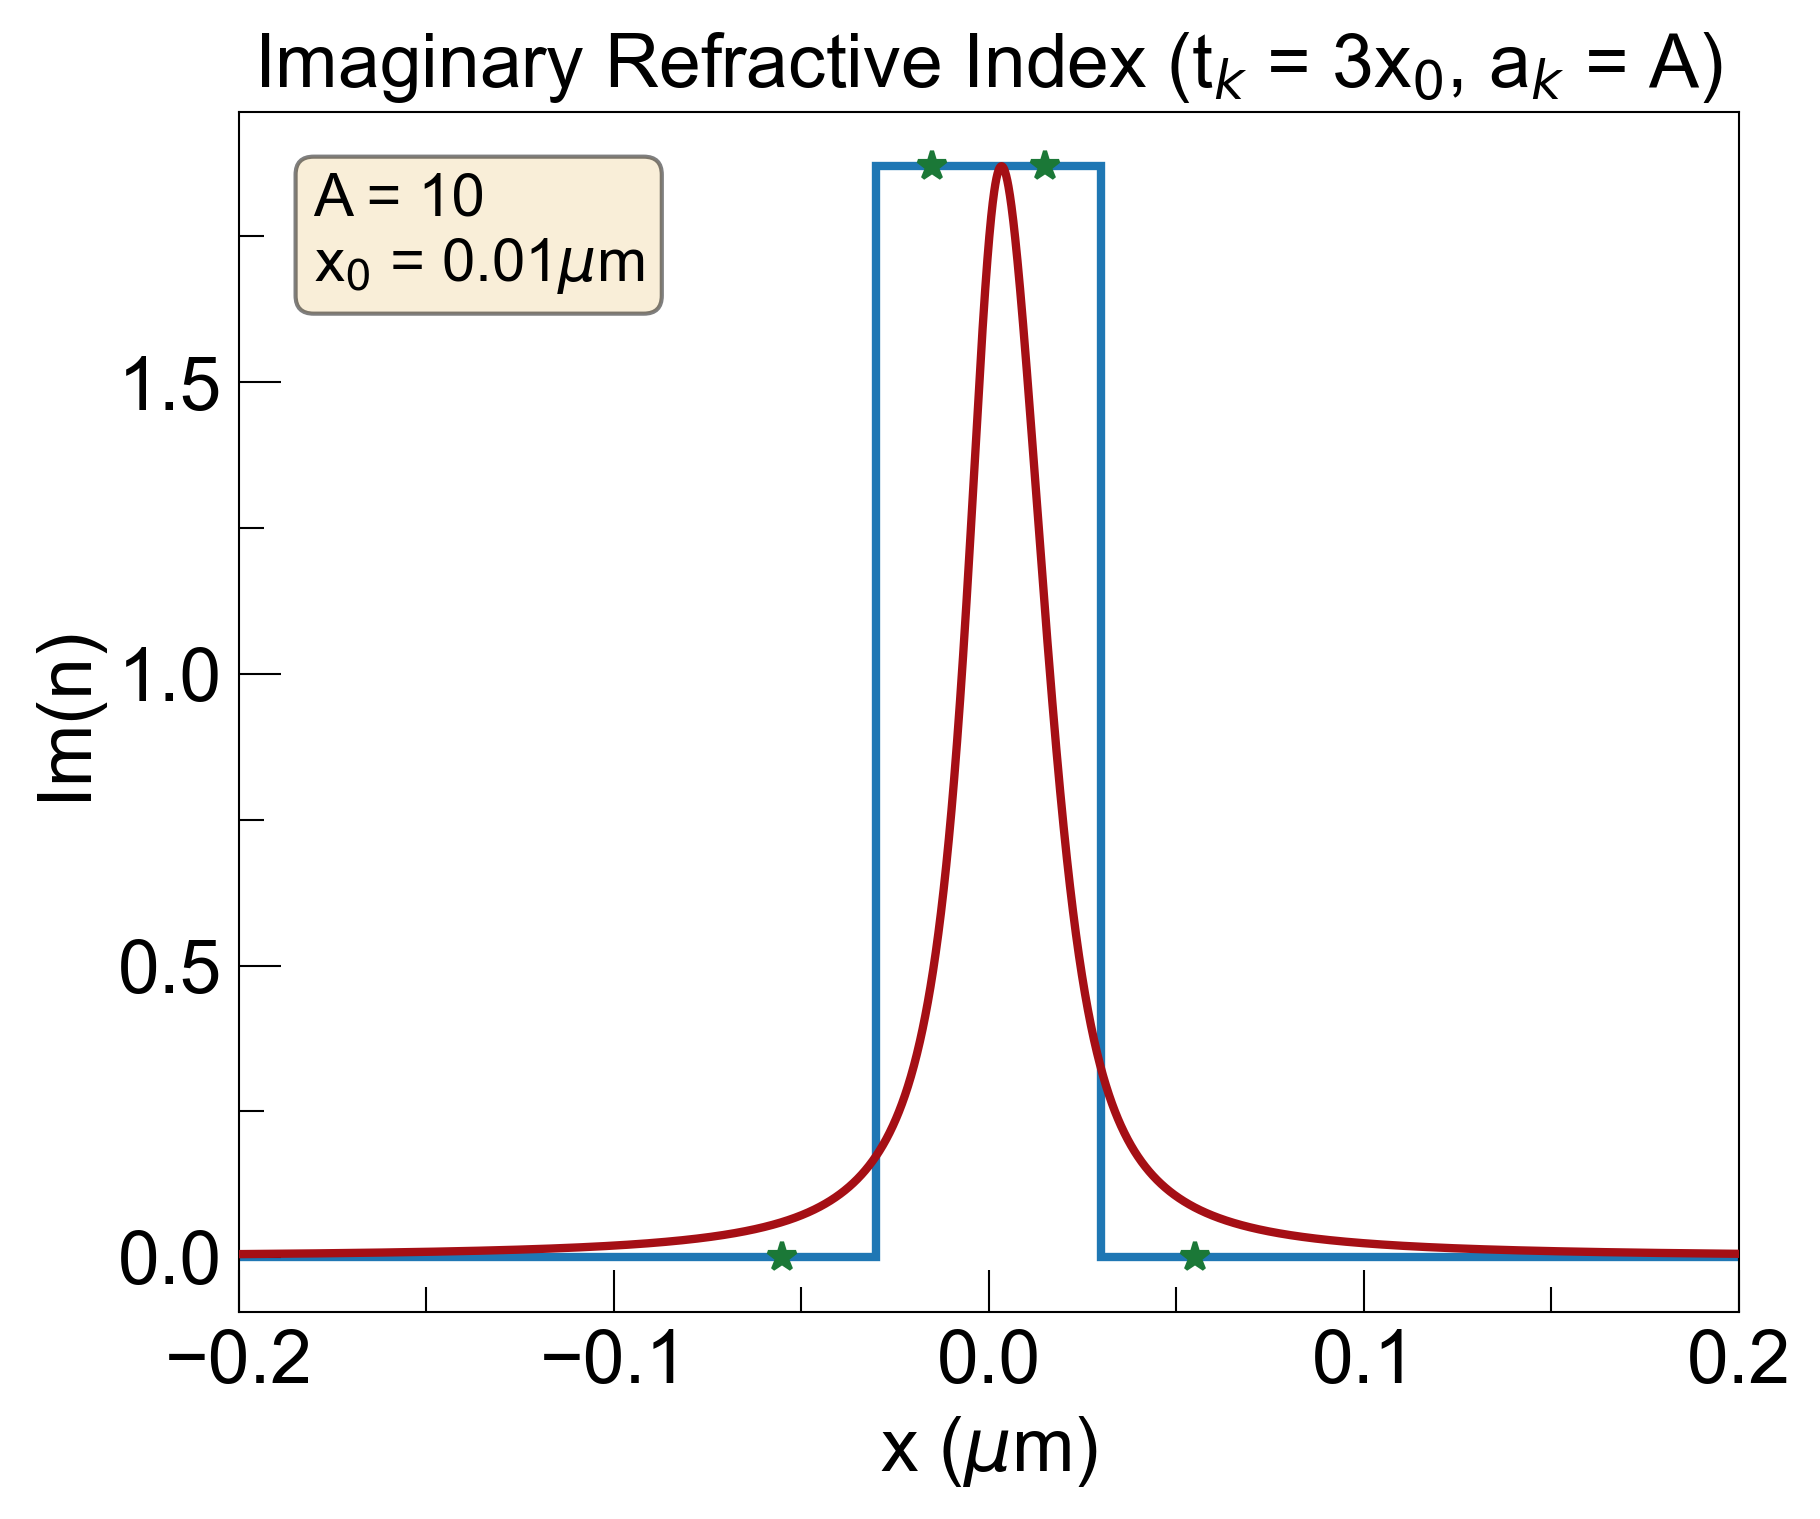 Imaginary Refractive Index (tₖ = 3x₀, aₖ = A)
A = 10
x₀ = 0.01μm
Im(n)
1.5
1.0
0.5
0.0
−0.2 −0.1 0.0 0.1 0.2
x (μm)